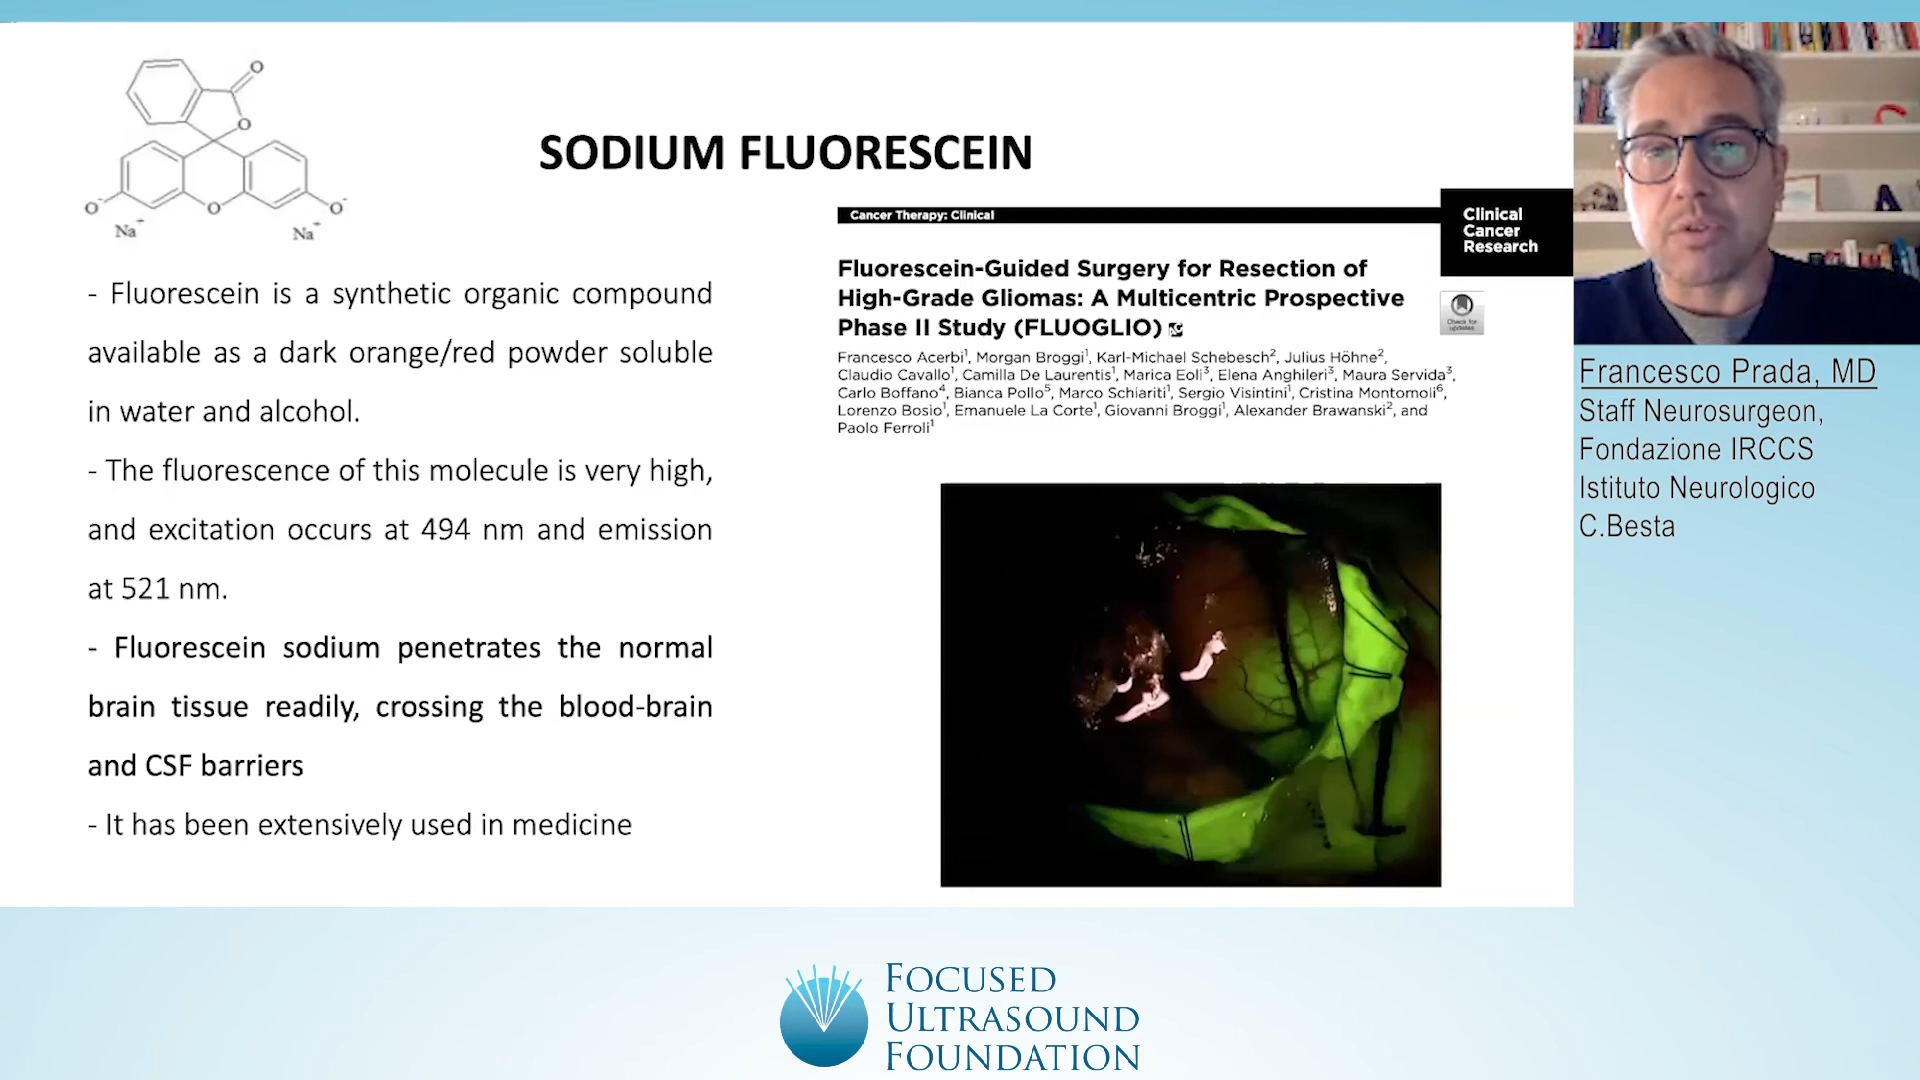 O
O
O
O⁻
O⁻
Na⁺
Na⁺
SODIUM FLUORESCEIN
- Fluorescein is a synthetic organic compound
available as a dark orange/red powder soluble
in water and alcohol.
- The fluorescence of this molecule is very high,
and excitation occurs at 494 nm and emission
at 521 nm.
- Fluorescein sodium penetrates the normal
brain tissue readily, crossing the blood-brain
and CSF barriers
- It has been extensively used in medicine
Cancer Therapy: Clinical
Clinical
Cancer
Research
Fluorescein-Guided Surgery for Resection of
High-Grade Gliomas: A Multicentric Prospective
Phase II Study (FLUOGLIO)
Check for
updates
Francesco Acerbi¹, Morgan Broggi¹, Karl-Michael Schebesch², Julius Höhne²,
Claudio Cavallo¹, Camilla De Laurentis¹, Marica Eoli³, Elena Anghileri³, Maura Servida³,
Carlo Boffano⁴, Bianca Pollo⁵, Marco Schiariti¹, Sergio Visintini¹, Cristina Montomoli⁶,
Lorenzo Bosio¹, Emanuele La Corte¹, Giovanni Broggi¹, Alexander Brawanski², and
Paolo Ferroli¹
Francesco Prada, MD
Staff Neurosurgeon,
Fondazione IRCCS
Istituto Neurologico
C.Besta
FOCUSED
ULTRASOUND
FOUNDATION